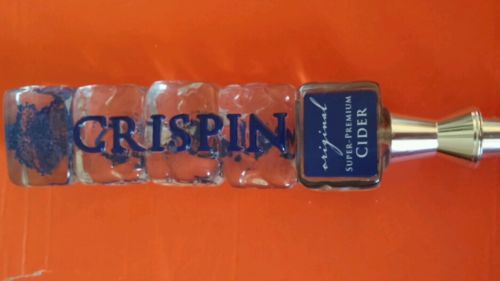 CRISPIN
original
SUPER-PREMIUM
CIDER